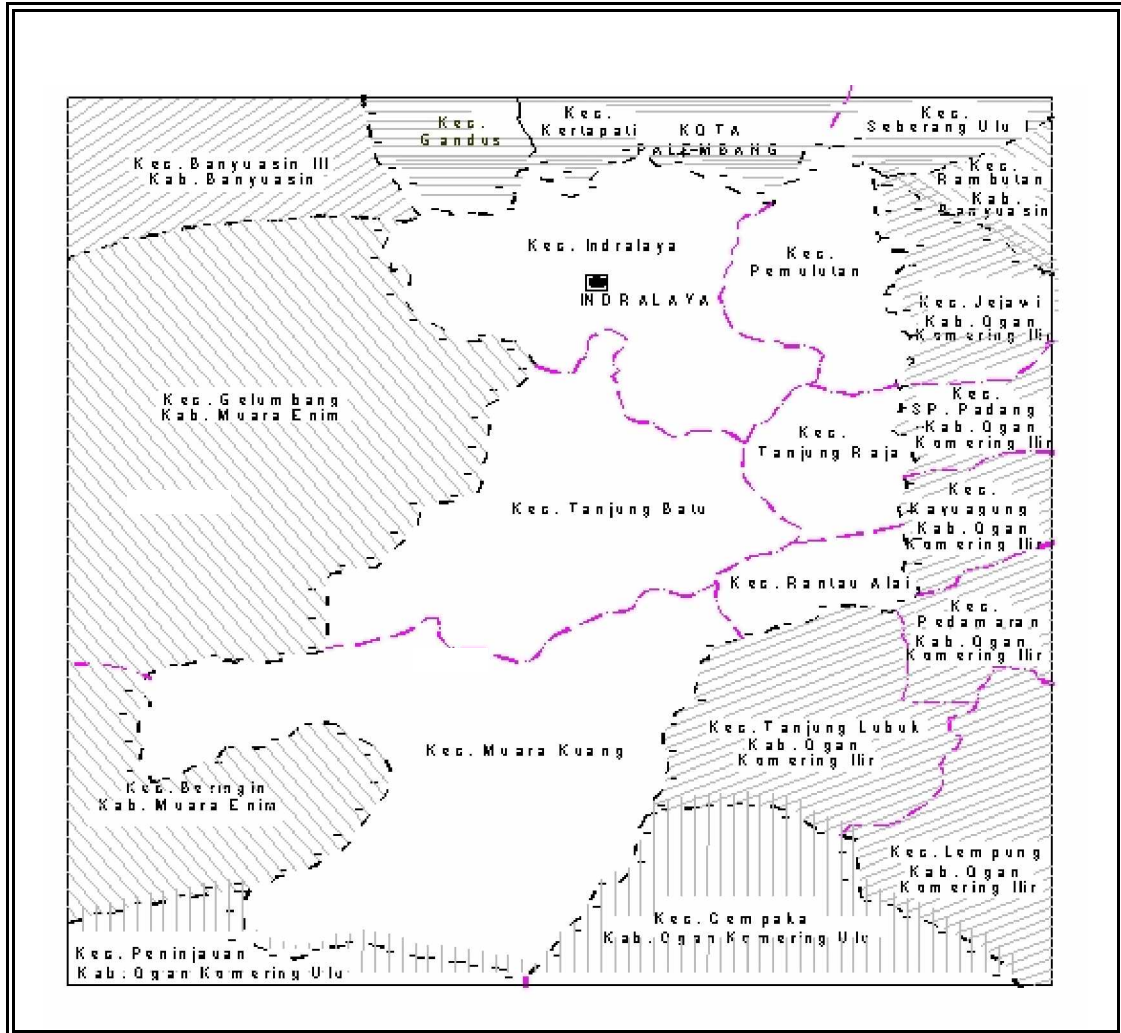 Kec.
Gandus
Kec.
Kertapati
KOTA
PALEMBANG
Kec.
Seberang Ulu I
Kec. Banyuasin III
Kab. Banyuasin
Kec.
Rambutan
Kab.
Banyuasin
Kec. Indralaya
INDRALAYA
Kec.
Pemulutan
Kec. Jejawi
Kab. Ogan
Komering Ilir
Kec. Gelumbang
Kab. Muara Enim
Kec.
SP. Padang
Kab. Ogan
Komering Ilir
Kec.
Tanjung Raja
Kec. Tanjung Batu
Kec.
Kayuagung
Kab. Ogan
Komering Ilir
Kec. Rantau Alai
Kec.
Pedamaran
Kab. Ogan
Komering Ilir
Kec. Muara Kuang
Kec. Tanjung Lubuk
Kab. Ogan
Komering Ilir
Kec. Beringin
Kab. Muara Enim
Kec. Lempung
Kab. Ogan
Komering Ilir
Kec. Cempaka
Kab. Ogan Komering Ulu
Kec. Peninjauan
Kab. Ogan Komering Ulu